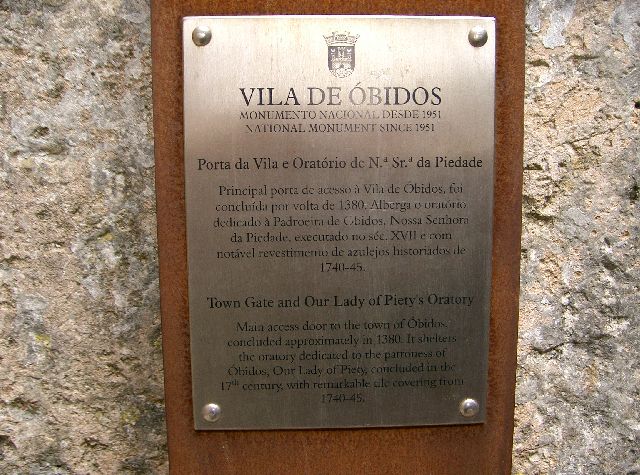 VILA DE ÓBIDOS
MONUMENTO NACIONAL DESDE 1951
NATIONAL MONUMENT SINCE 1951
Porta da Vila e Oratório de N.ª Sr.ª da Piedade
Principal porta de acesso à Vila de Óbidos, foi
concluída por volta de 1380. Alberga o oratório
dedicado à Padroeira de Óbidos, Nossa Senhora
da Piedade, executado no séc. XVII e com
notável revestimento de azulejos historiados de
1740-45.
Town Gate and Our Lady of Piety's Oratory
Main access door to the town of Óbidos,
concluded approximately in 1380. It shelters
the oratory dedicated to the patroness of
Óbidos, Our Lady of Piety, concluded in the
17th century, with remarkable tile covering from
1740-45.